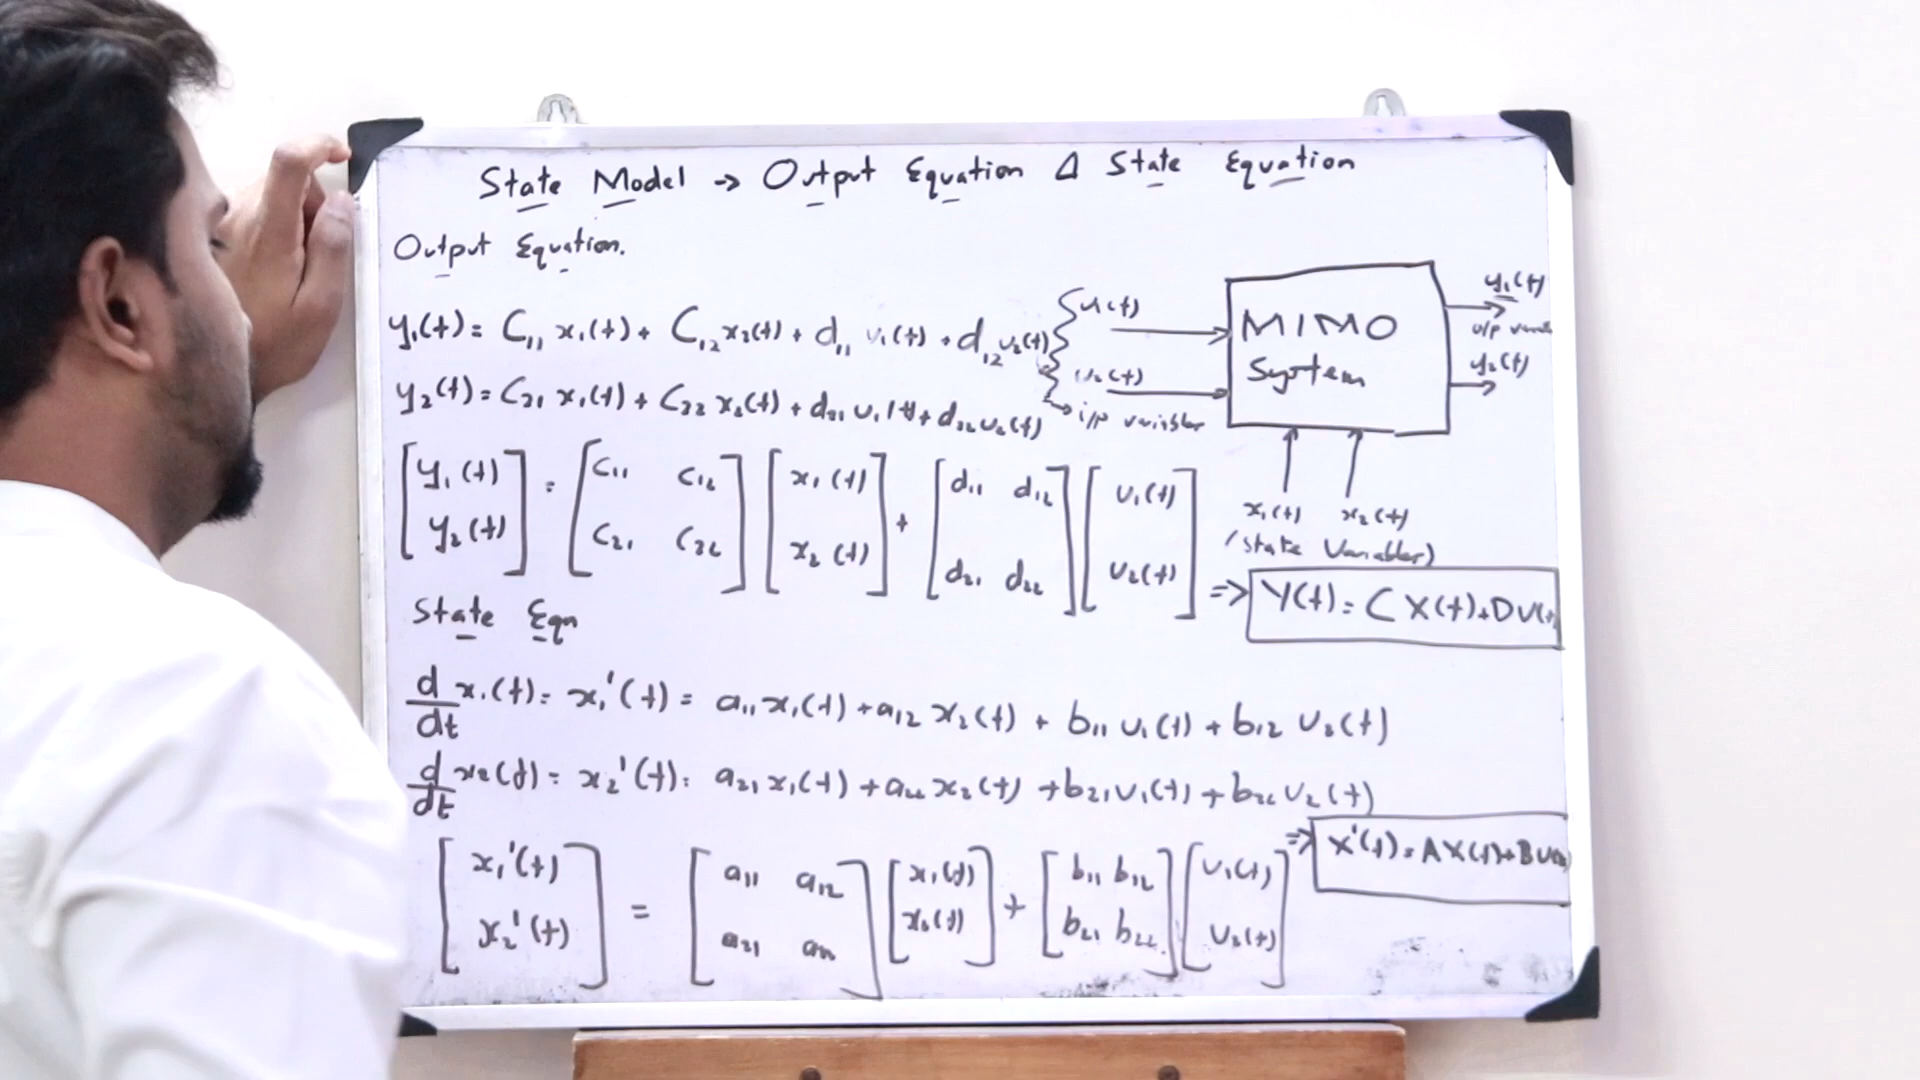 State Model → Output Equation & State Equation
Output Equation.
y₁(t) = C₁₁ x₁(t) + C₁₂ x₂(t) + d₁₁ u₁(t) + d₁₂ u₂(t)
y₂(t) = C₂₁ x₁(t) + C₂₂ x₂(t) + d₂₁ u₁(t) + d₂₂ u₂(t)
u₁(t)
u₂(t)
→ i/p variables
MIMO
System
y₁(t)
o/p
y₂(t)
x₁(t) x₂(t)
(State Variables)
[y₁(t)] = [c₁₁ c₁₂] [x₁(t)] + [d₁₁ d₁₂] [u₁(t)]
[y₂(t)] [c₂₁ c₂₂] [x₂(t)] [d₂₁ d₂₂] [u₂(t)]
⇒ Y(t) = C X(t) + D U(t)
State Eqn
d/dt x₁(t) = x₁'(t) = a₁₁ x₁(t) + a₁₂ x₂(t) + b₁₁ u₁(t) + b₁₂ u₂(t)
d/dt x₂(t) = x₂'(t) = a₂₁ x₁(t) + a₂₂ x₂(t) + b₂₁ u₁(t) + b₂₂ u₂(t)
[x₁'(t)] = [a₁₁ a₁₂] [x₁(t)] + [b₁₁ b₁₂] [u₁(t)]
[x₂'(t)] [a₂₁ a₂₂] [x₂(t)] [b₂₁ b₂₂] [u₂(t)]
⇒ X'(t) = A X(t) + B U(t)